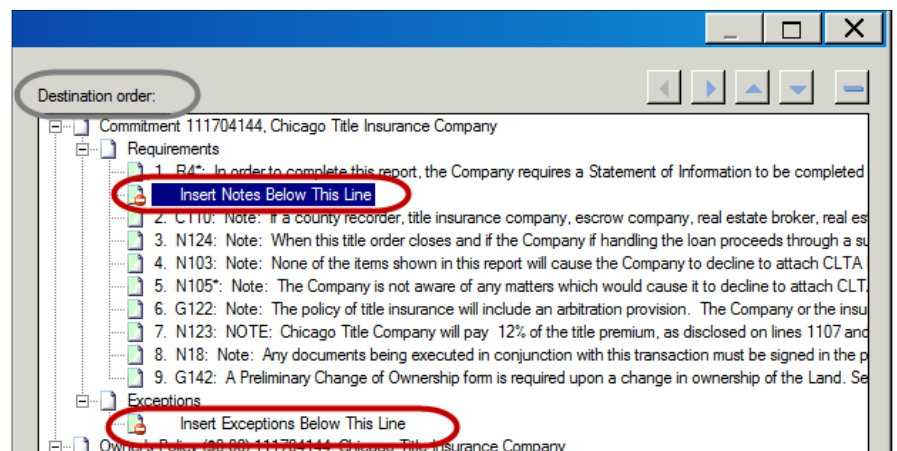 Destination order:
Commitment 111704144, Chicago Title Insurance Company
Requirements
1. R4*: In order to complete this report, the Company requires a Statement of Information to be completed
Insert Notes Below This Line
2. C110: Note: If a county recorder, title insurance company, escrow company, real estate broker, real es
3. N124: Note: When this title order closes and if the Company if handling the loan proceeds through a su
4. N103: Note: None of the items shown in this report will cause the Company to decline to attach CLTA
5. N105*: Note: The Company is not aware of any matters which would cause it to decline to attach CLT
6. G122: Note: The policy of title insurance will include an arbitration provision. The Company or the insu
7. N123: NOTE: Chicago Title Company will pay 12% of the title premium, as disclosed on lines 1107 and
8. N18: Note: Any documents being executed in conjunction with this transaction must be signed in the p
9. G142: A Preliminary Change of Ownership form is required upon a change in ownership of the Land. Se
Exceptions
Insert Exceptions Below This Line
Owner's Policy ($0.00) 111704144, Chicago Title Insurance Company